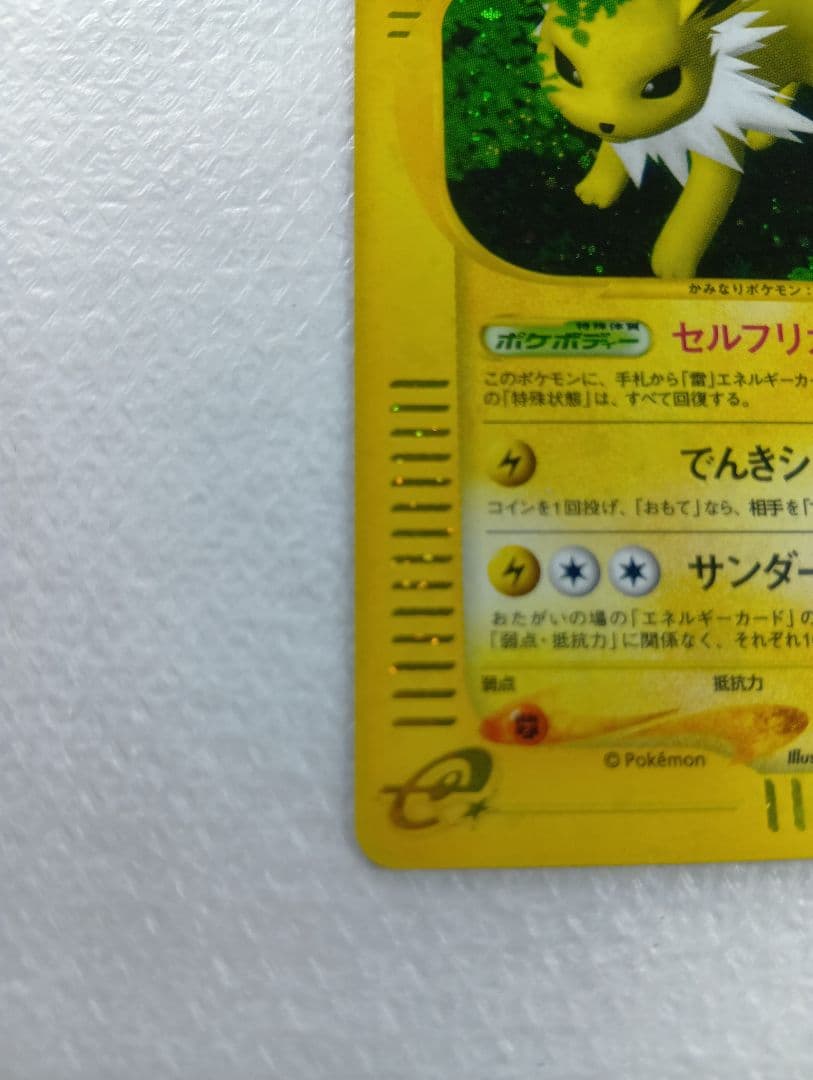 かみなりポケモン:
特殊体質
ポケボディー
セルフリカ
このポケモンに、手札から「雷」エネルギーカー
の「特殊状態」は、すべて回復する。
でんきシ
コインを1回投げ、「おもて」なら、相手を「
サンダー
おたがいの場の「エネルギーカード」の
「弱点・抵抗力」に関係なく、それぞれ1
弱点 抵抗力
© Pokémon Illus
e